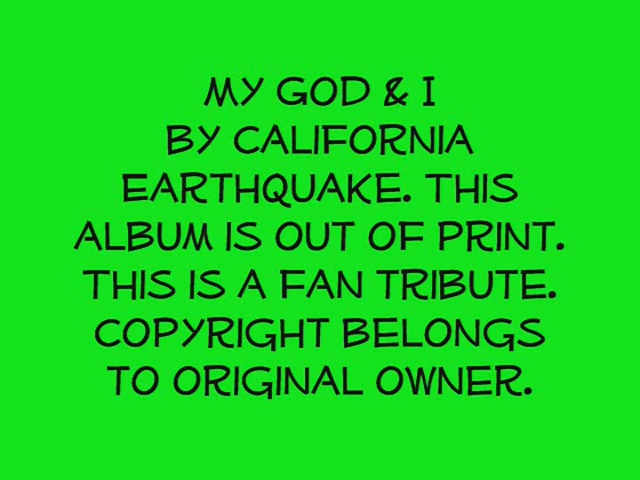 MY GOD & I
BY CALIFORNIA
EARTHQUAKE. THIS
ALBUM IS OUT OF PRINT.
THIS IS A FAN TRIBUTE.
COPYRIGHT BELONGS
TO ORIGINAL OWNER.